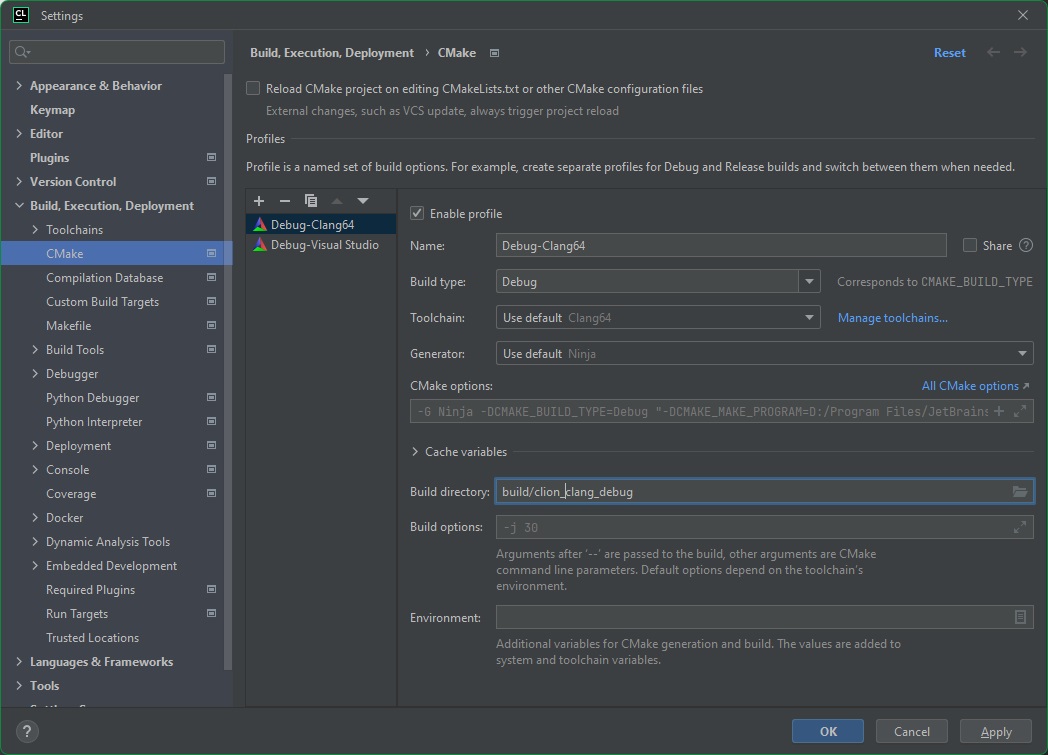 CL Settings
Appearance & Behavior
Keymap
Editor
Plugins
Version Control
Build, Execution, Deployment
Toolchains
CMake
Compilation Database
Custom Build Targets
Makefile
Build Tools
Debugger
Python Debugger
Python Interpreter
Deployment
Console
Coverage
Docker
Dynamic Analysis Tools
Embedded Development
Required Plugins
Run Targets
Trusted Locations
Languages & Frameworks
Tools
Build, Execution, Deployment › CMake
Reset
Reload CMake project on editing CMakeLists.txt or other CMake configuration files
External changes, such as VCS update, always trigger project reload
Profiles
Profile is a named set of build options. For example, create separate profiles for Debug and Release builds and switch between them when needed.
Debug-Clang64
Debug-Visual Studio
Enable profile
Name: Debug-Clang64 Share ?
Build type: Debug Corresponds to CMAKE_BUILD_TYPE
Toolchain: Use default Clang64 Manage toolchains...
Generator: Use default Ninja
CMake options: All CMake options ↗
-G Ninja -DCMAKE_BUILD_TYPE=Debug "-DCMAKE_MAKE_PROGRAM=D:/Program Files/JetBrains
Cache variables
Build directory: build/clion_clang_debug
Build options: -j 30
Arguments after '--' are passed to the build, other arguments are CMake
command line parameters. Default options depend on the toolchain's
environment.
Environment:
Additional variables for CMake generation and build. The values are added to
system and toolchain variables.
? OK Cancel Apply